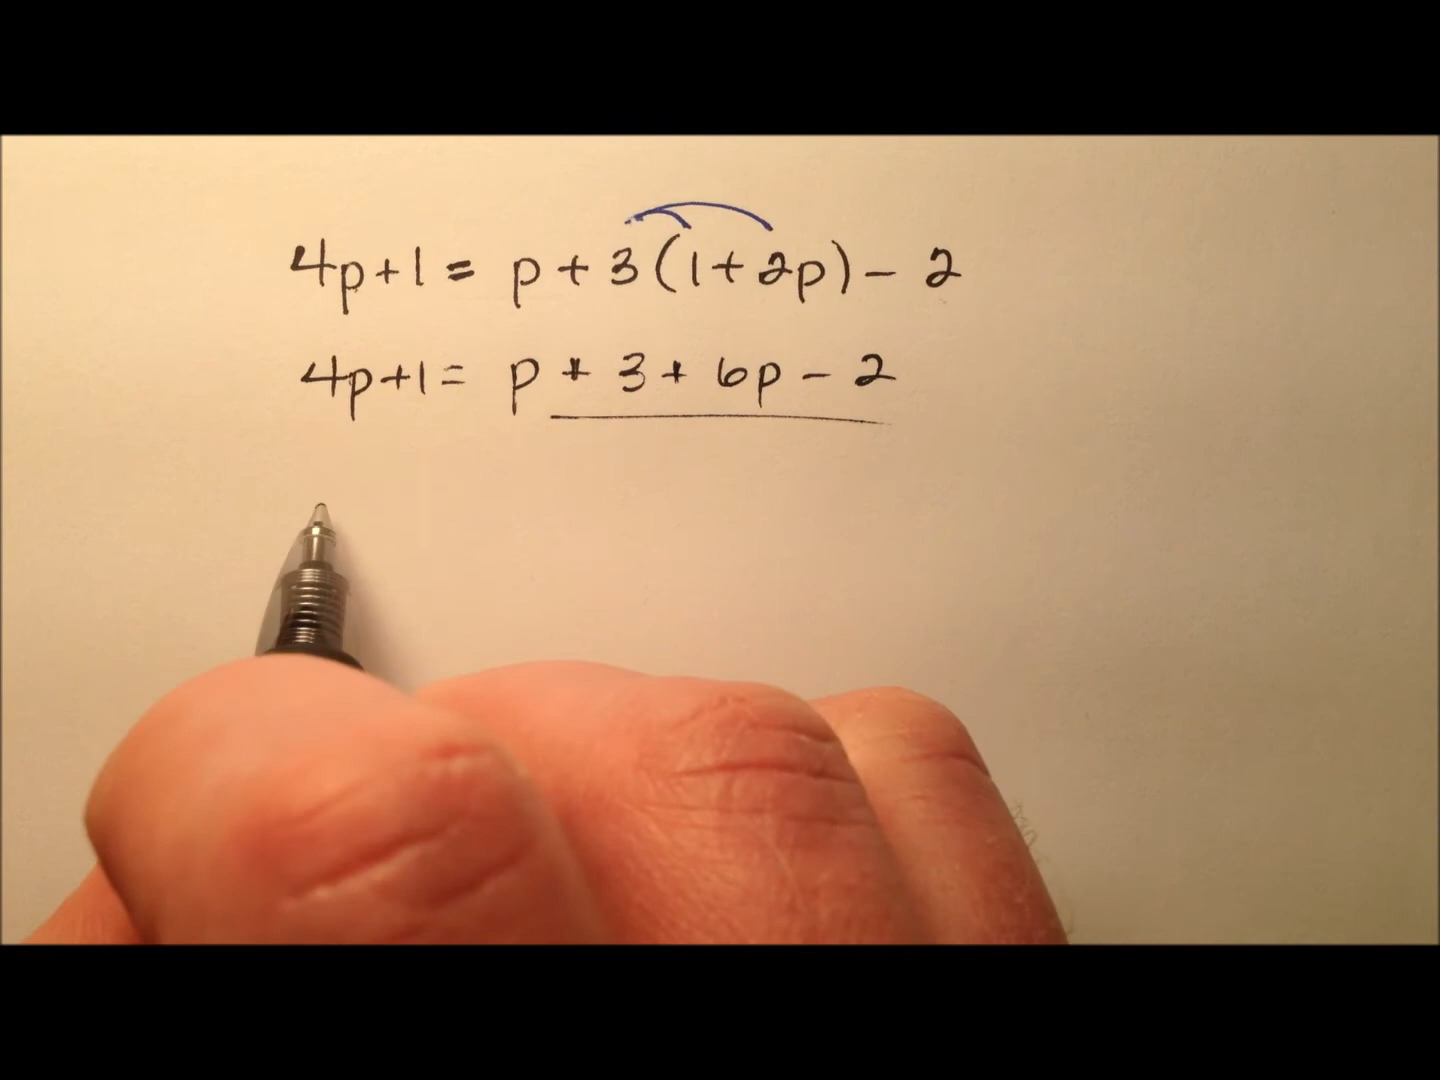 4p+1 = p + 3(1+2p) - 2
4p+1 = p + 3 + 6p - 2